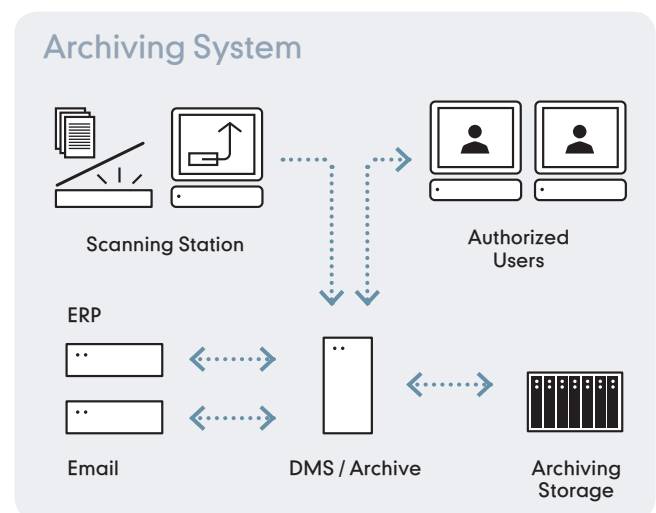 Archiving System
Scanning Station
Authorized
Users
ERP
Email
DMS / Archive
Archiving
Storage